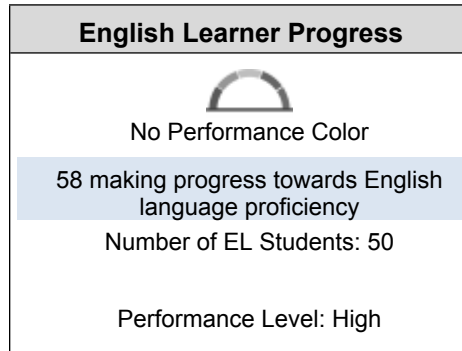 English Learner Progress
No Performance Color
58 making progress towards English
language proficiency
Number of EL Students: 50
Performance Level: High